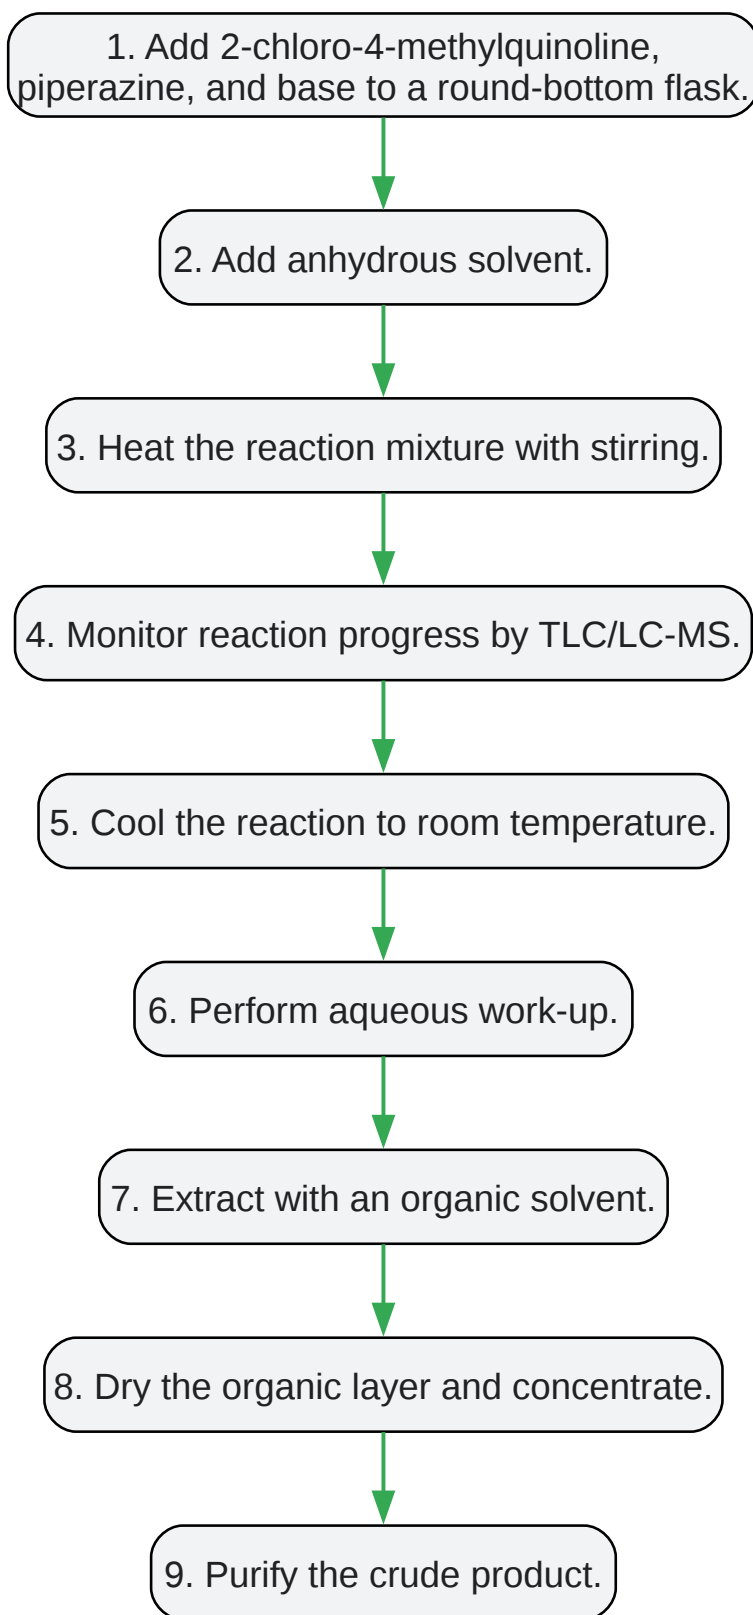 1. Add 2-chloro-4-methylquinoline,
piperazine, and base to a round-bottom flask.
2. Add anhydrous solvent.
3. Heat the reaction mixture with stirring.
4. Monitor reaction progress by TLC/LC-MS.
5. Cool the reaction to room temperature.
6. Perform aqueous work-up.
7. Extract with an organic solvent.
8. Dry the organic layer and concentrate.
9. Purify the crude product.